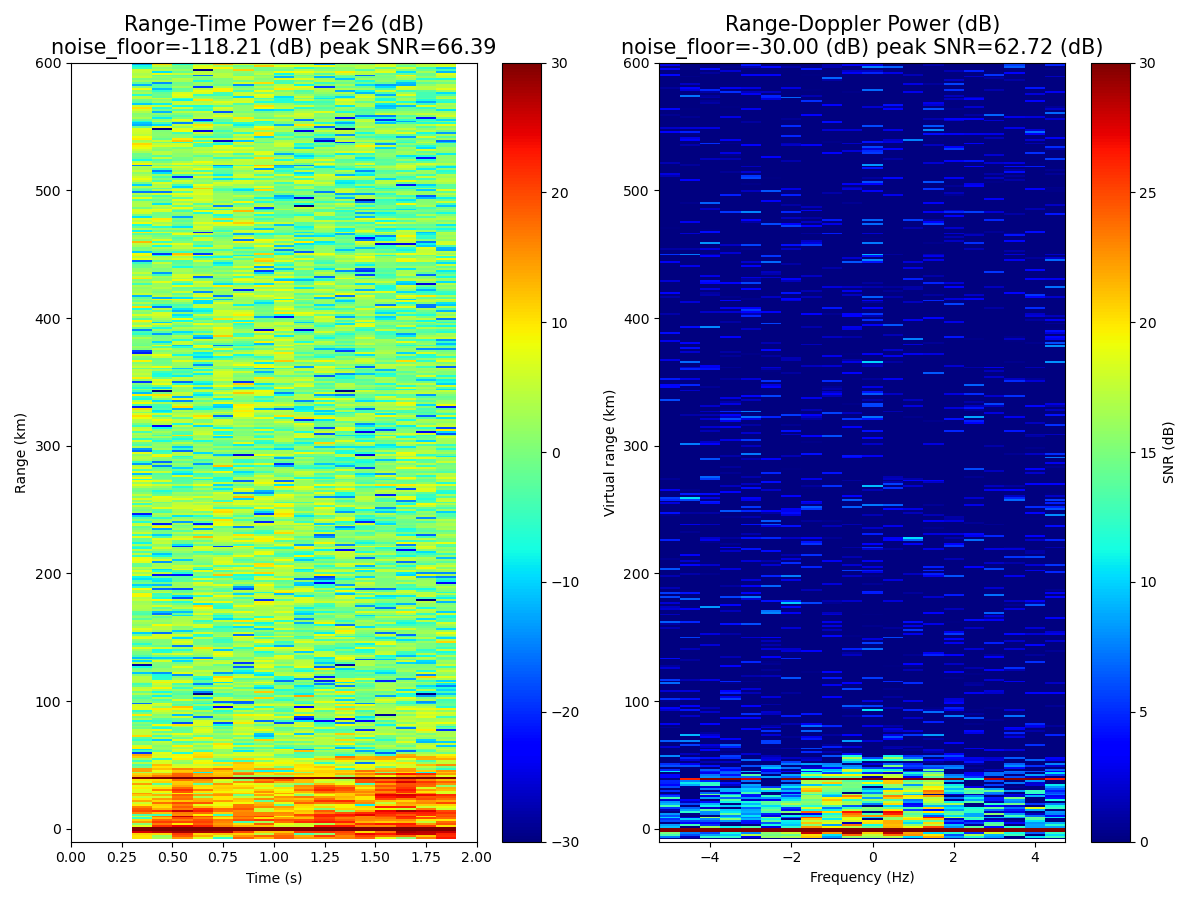 Range-Time Power f=26 (dB)
noise_floor=-118.21 (dB) peak SNR=66.39
Range-Doppler Power (dB)
noise_floor=-30.00 (dB) peak SNR=62.72 (dB)
600
500
400
300
200
100
0
Range (km)
0.00 0.25 0.50 0.75 1.00 1.25 1.50 1.75 2.00
Time (s)
30
20
10
0
−10
−20
−30
600
500
400
300
200
100
0
Virtual range (km)
−4 −2 0 2 4
Frequency (Hz)
30
25
20
15
10
5
0
SNR (dB)